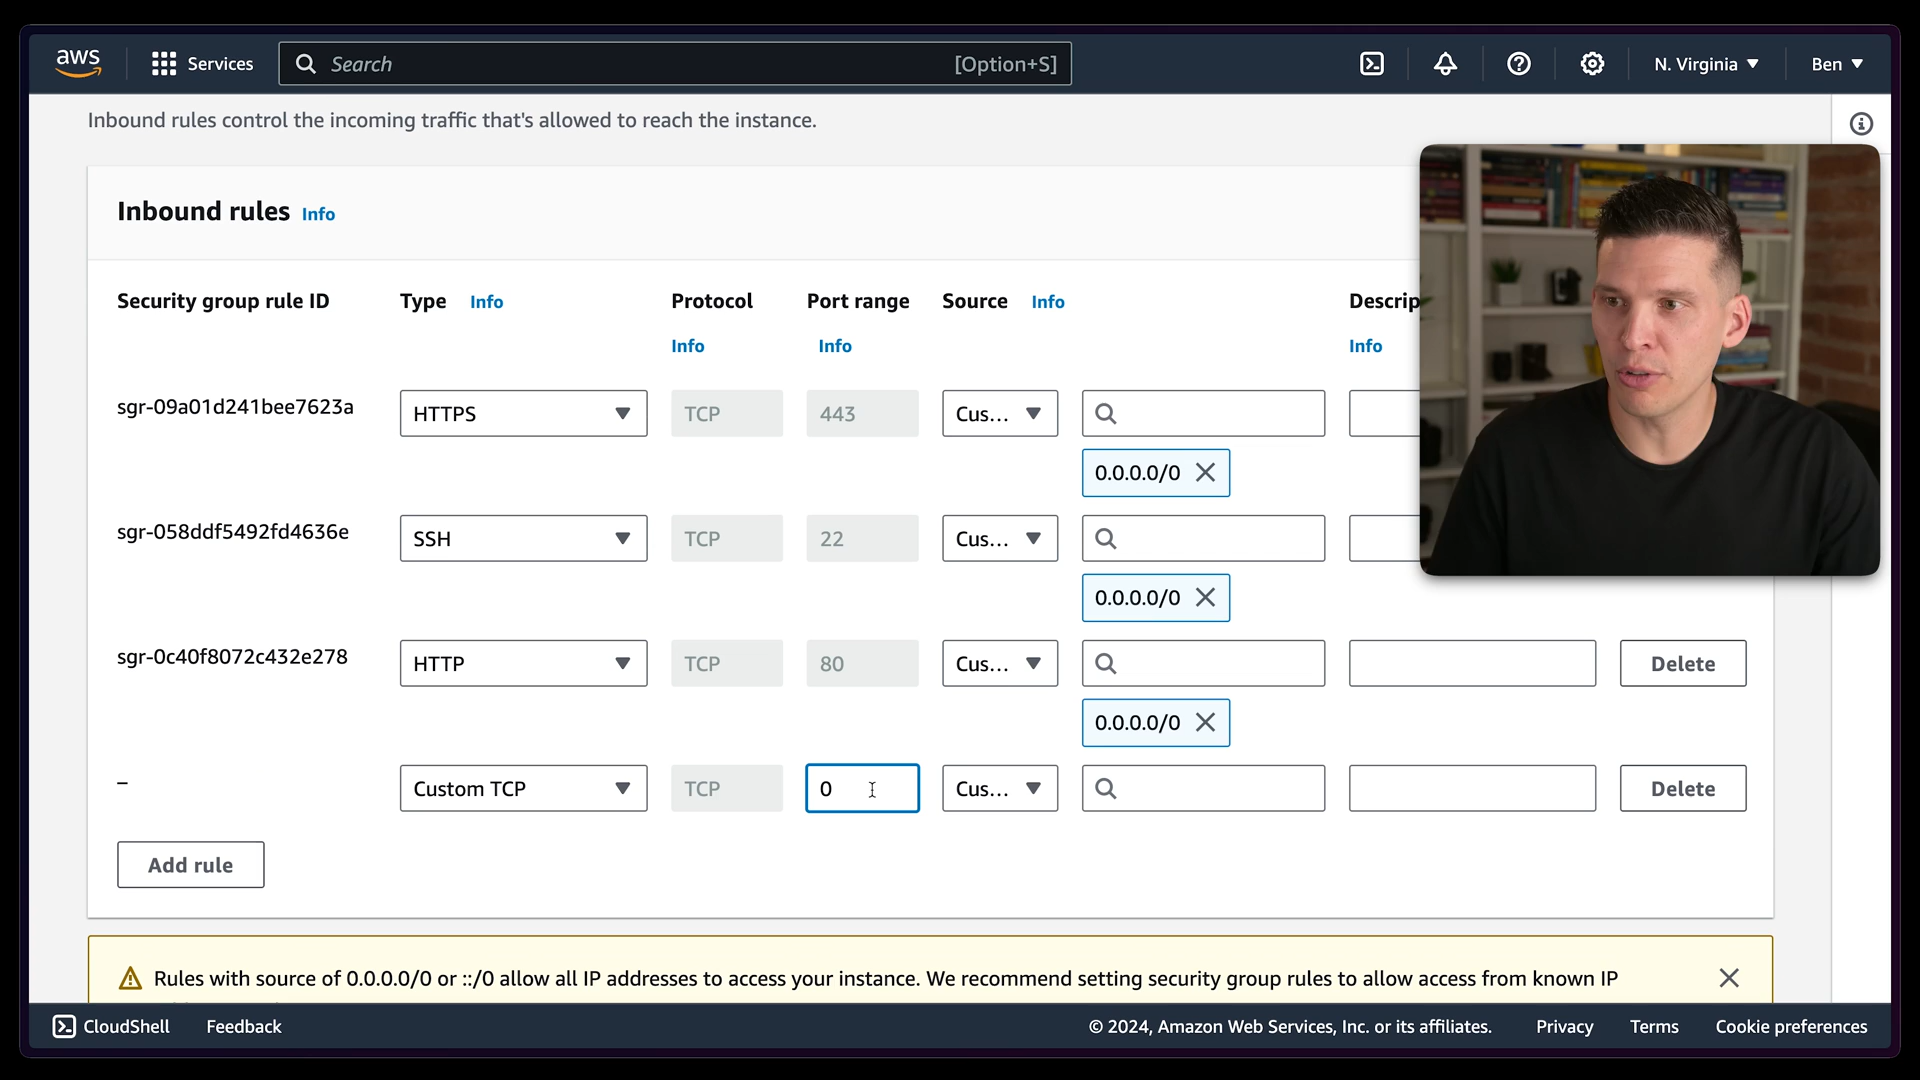 aws
Services
Search
[Option+S]
N. Virginia
Ben
Inbound rules control the incoming traffic that's allowed to reach the instance.
Inbound rules Info
Security group rule ID
Type Info
Protocol
Info
Port range
Info
Source Info
Descrip
Info
sgr-09a01d241bee7623a
HTTPS
TCP
443
Cus...
0.0.0.0/0
sgr-058ddf5492fd4636e
SSH
TCP
22
Cus...
0.0.0.0/0
sgr-0c40f8072c432e278
HTTP
TCP
80
Cus...
Delete
0.0.0.0/0
–
Custom TCP
TCP
0
Cus...
Delete
Add rule
Rules with source of 0.0.0.0/0 or ::/0 allow all IP addresses to access your instance. We recommend setting security group rules to allow access from known IP
CloudShell
Feedback
© 2024, Amazon Web Services, Inc. or its affiliates.
Privacy
Terms
Cookie preferences